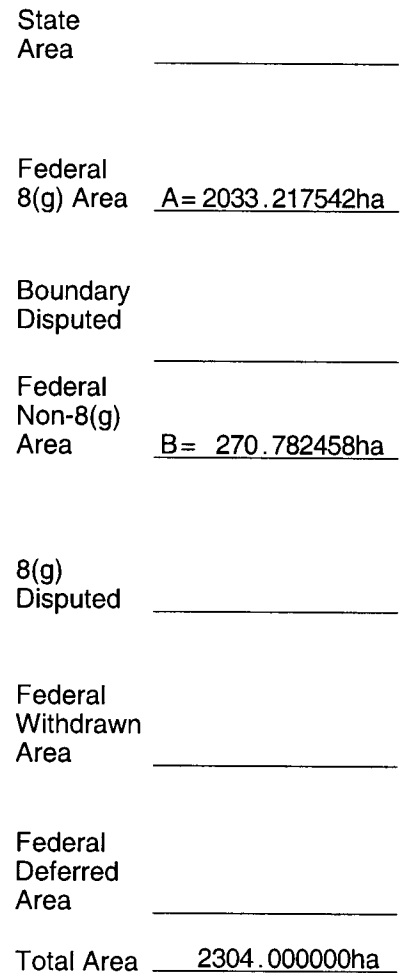 State
Area
Federal
8(g) Area A= 2033.217542ha
Boundary
Disputed
Federal
Non-8(g)
Area B= 270.782458ha
8(g)
Disputed
Federal
Withdrawn
Area
Federal
Deferred
Area
Total Area 2304.000000ha